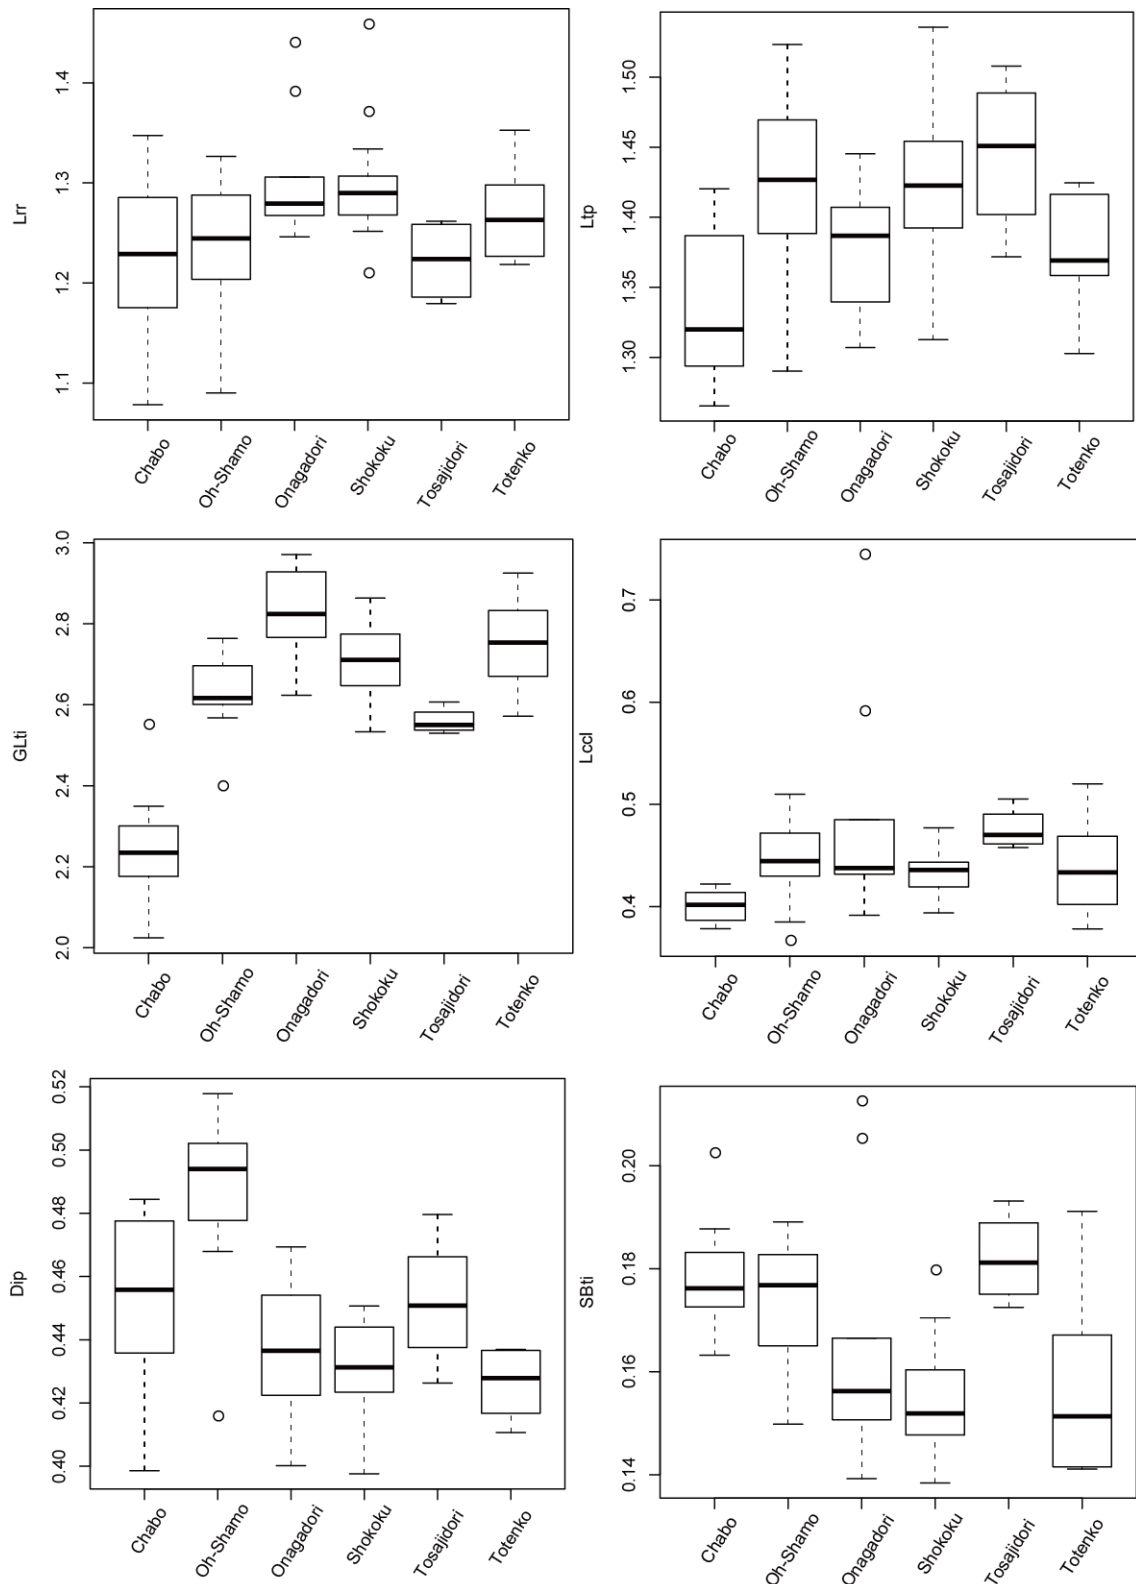 Lrr
1.4
1.3
1.2
1.1
Chabo
Oh-Shamo
Onagadori
Shokoku
Tosajidori
Totenko
Ltp
1.50
1.45
1.40
1.35
1.30
Chabo
Oh-Shamo
Onagadori
Shokoku
Tosajidori
Totenko
GLti
3.0
2.8
2.6
2.4
2.2
2.0
Chabo
Oh-Shamo
Onagadori
Shokoku
Tosajidori
Totenko
Lccl
0.7
0.6
0.5
0.4
Chabo
Oh-Shamo
Onagadori
Shokoku
Tosajidori
Totenko
Dip
0.52
0.50
0.48
0.46
0.44
0.42
0.40
Chabo
Oh-Shamo
Onagadori
Shokoku
Tosajidori
Totenko
SBti
0.20
0.18
0.16
0.14
Chabo
Oh-Shamo
Onagadori
Shokoku
Tosajidori
Totenko